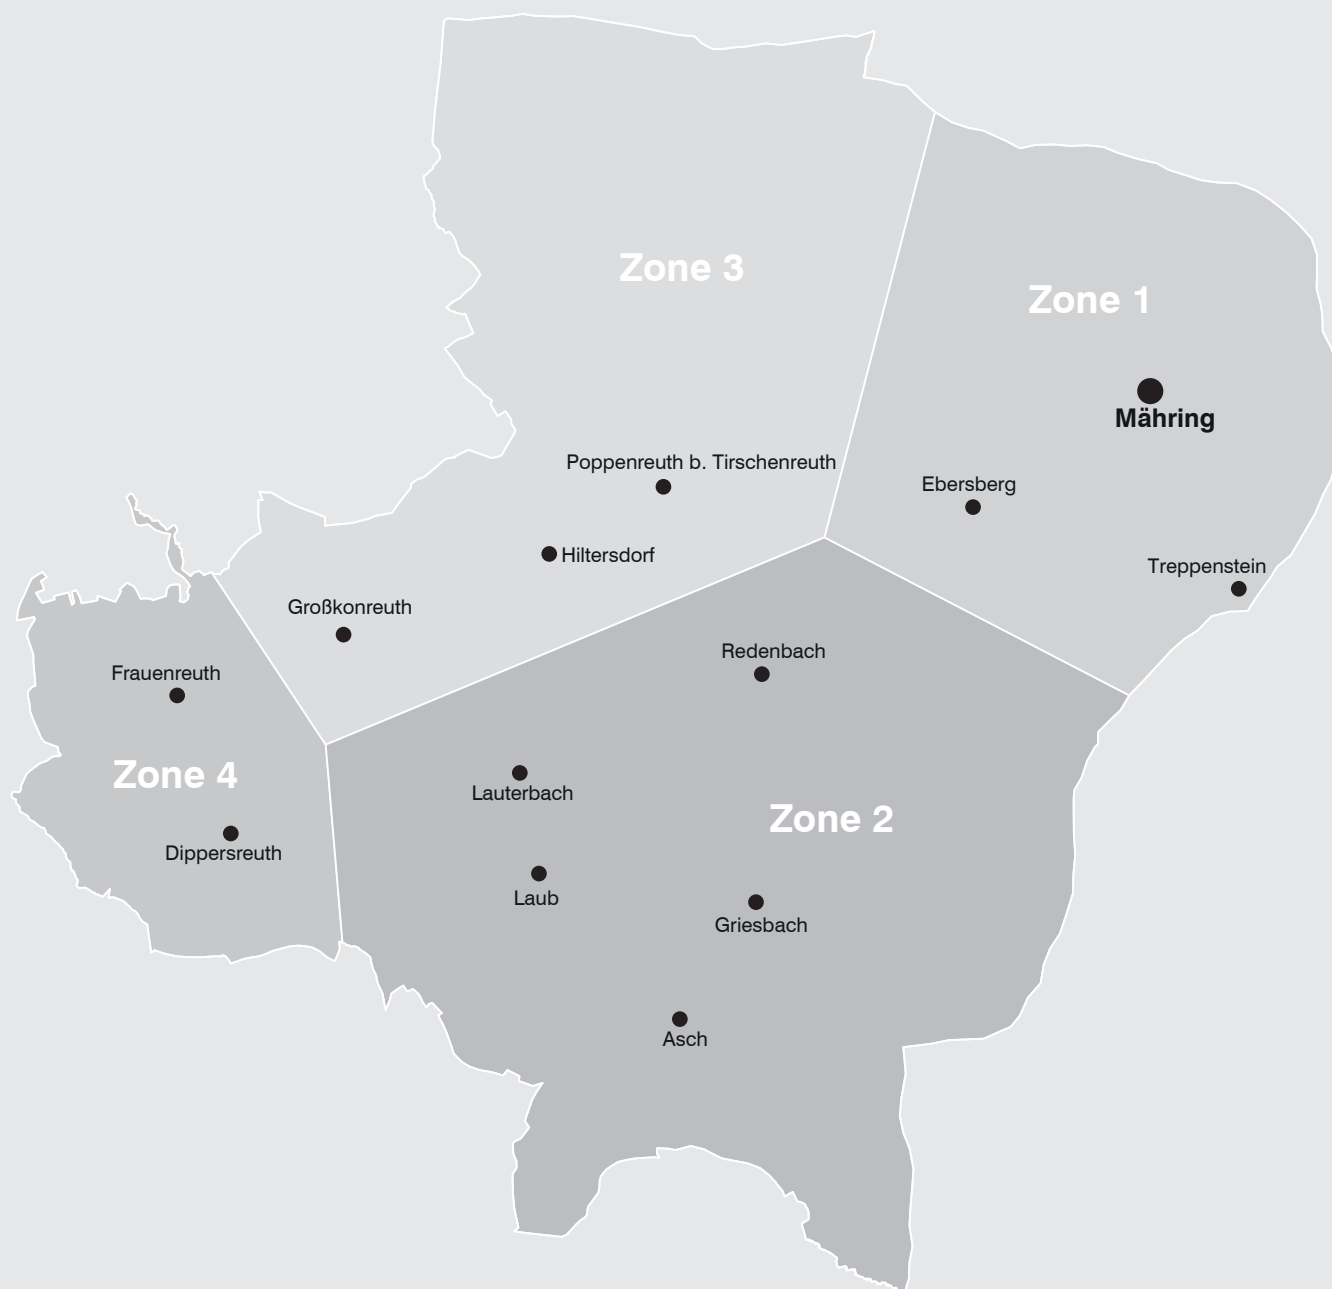 Zone 3
Zone 1
Mähring
Poppenreuth b. Tirschenreuth
Ebersberg
Hiltersdorf
Treppenstein
Großkonreuth
Redenbach
Frauenreuth
Zone 4
Lauterbach
Zone 2
Dippersreuth
Laub
Griesbach
Asch